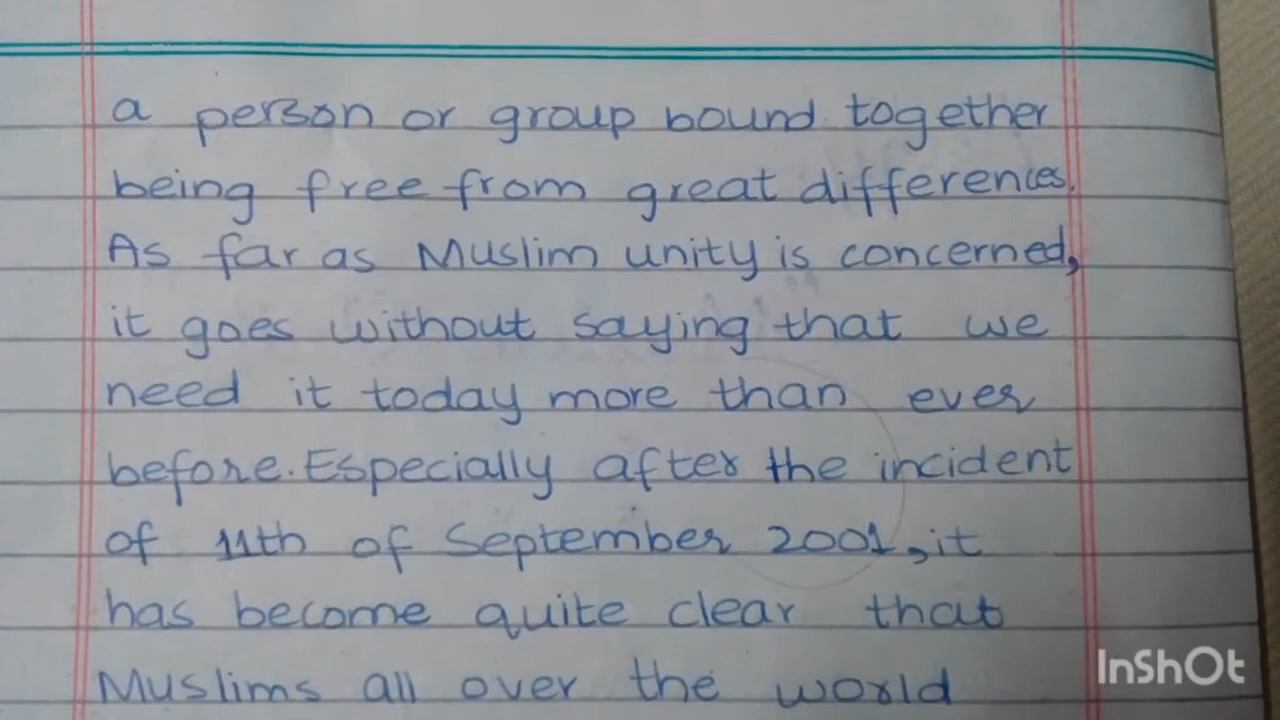 a person or group bound together
being free from great differences.
As far as Muslim unity is concerned,
it goes without saying that we
need it today more than ever
before. Especially after the incident
of 11th of September 2001, it
has become quite clear that
Muslims all over the world
InShOt